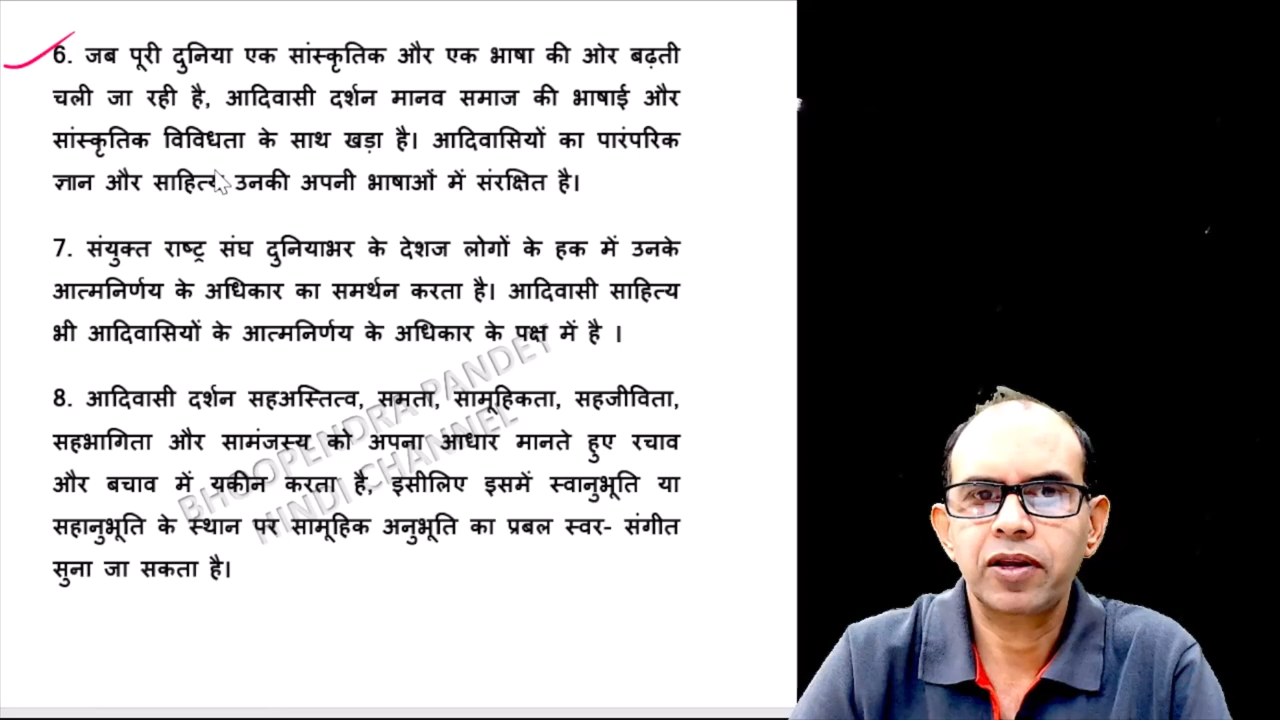 6. जब पूरी दुनिया एक सांस्कृतिक और एक भाषा की ओर बढ़ती
चली जा रही है, आदिवासी दर्शन मानव समाज की भाषाई और
सांस्कृतिक विविधता के साथ खड़ा है। आदिवासियों का पारंपरिक
ज्ञान और साहित्य उनकी अपनी भाषाओं में संरक्षित है।
7. संयुक्त राष्ट्र संघ दुनियाभर के देशज लोगों के हक में उनके
आत्मनिर्णय के अधिकार का समर्थन करता है। आदिवासी साहित्य
भी आदिवासियों के आत्मनिर्णय के अधिकार के पक्ष में है ।
8. आदिवासी दर्शन सहअस्तित्व, समता, सामूहिकता, सहजीविता,
सहभागिता और सामंजस्य को अपना आधार मानते हुए रचाव
और बचाव में यकीन करता है, इसीलिए इसमें स्वानुभूति या
सहानुभूति के स्थान पर सामूहिक अनुभूति का प्रबल स्वर- संगीत
सुना जा सकता है।
BHOOPENDRA PANDEY
HINDI CHANNEL